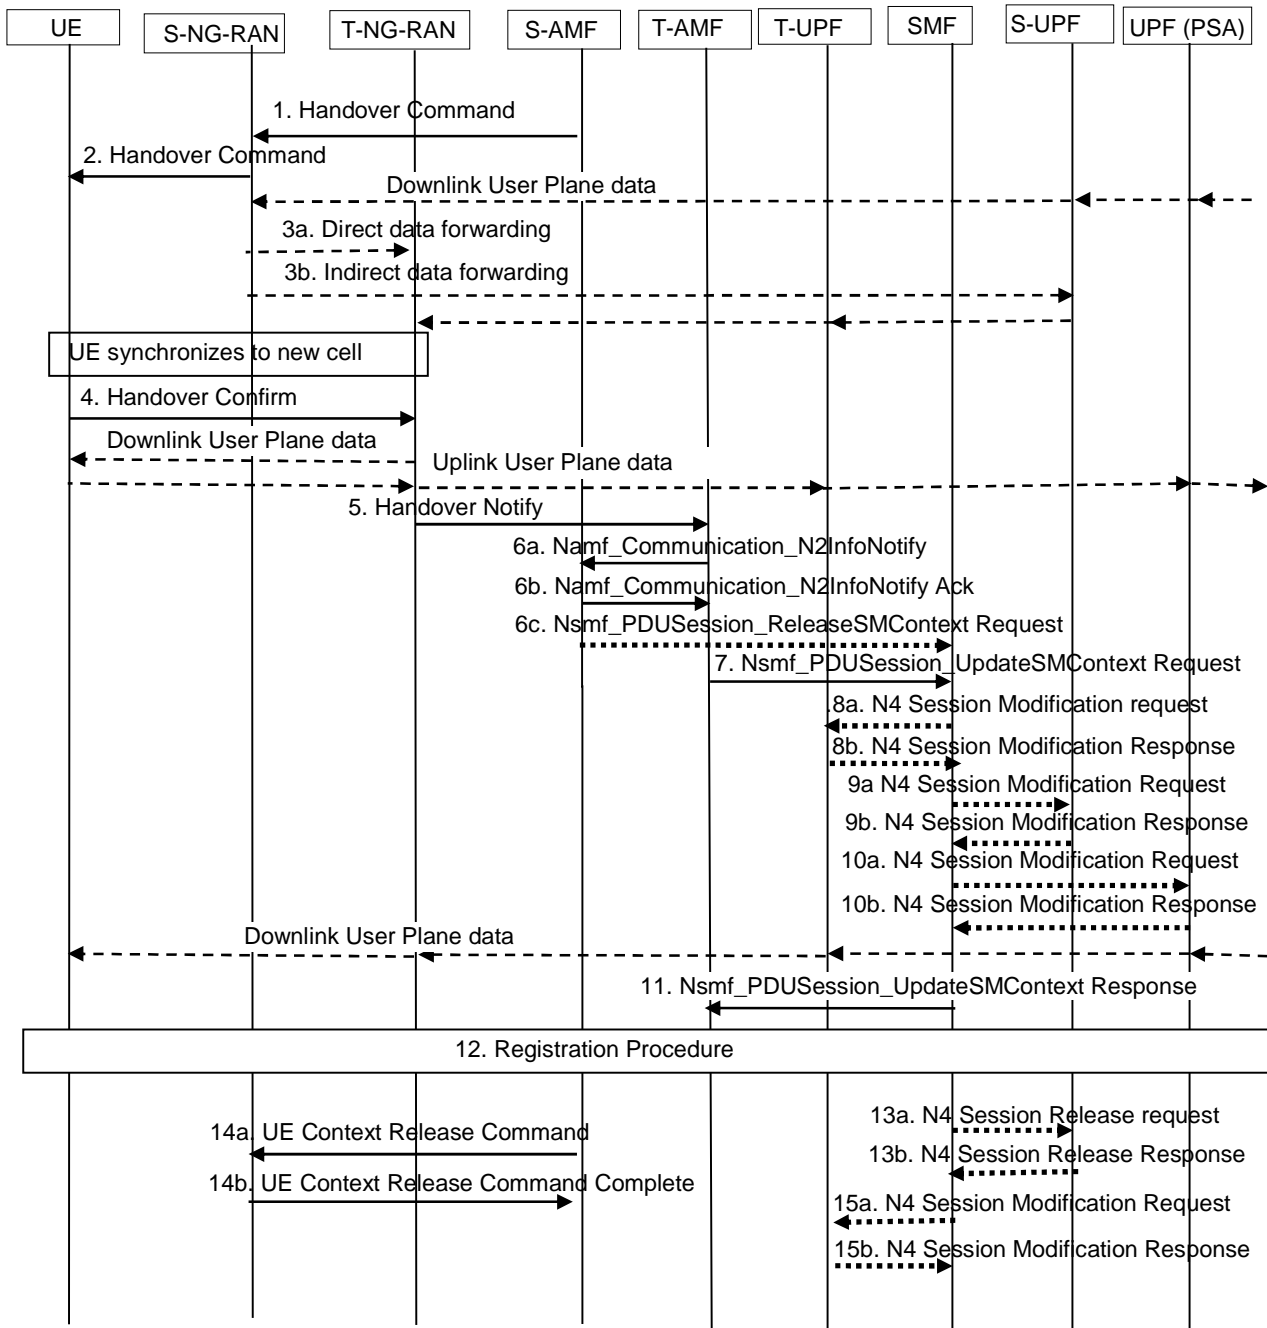 UE
S-NG-RAN
T-NG-RAN
S-AMF
T-AMF
T-UPF
SMF
S-UPF
UPF (PSA)
1. Handover Command
2. Handover Command
Downlink User Plane data
3a. Direct data forwarding
3b. Indirect data forwarding
UE synchronizes to new cell
4. Handover Confirm
Downlink User Plane data
Uplink User Plane data
5. Handover Notify
6a. Namf_Communication_N2InfoNotify
6b. Namf_Communication_N2InfoNotify Ack
6c. Nsmf_PDUSession_ReleaseSMContext Request
7. Nsmf_PDUSession_UpdateSMContext Request
.8a. N4 Session Modification request
8b. N4 Session Modification Response
9a N4 Session Modification Request
9b. N4 Session Modification Response
10a. N4 Session Modification Request
10b. N4 Session Modification Response
Downlink User Plane data
11. Nsmf_PDUSession_UpdateSMContext Response
12. Registration Procedure
13a. N4 Session Release request
14a. UE Context Release Command
13b. N4 Session Release Response
14b. UE Context Release Command Complete
15a. N4 Session Modification Request
15b. N4 Session Modification Response